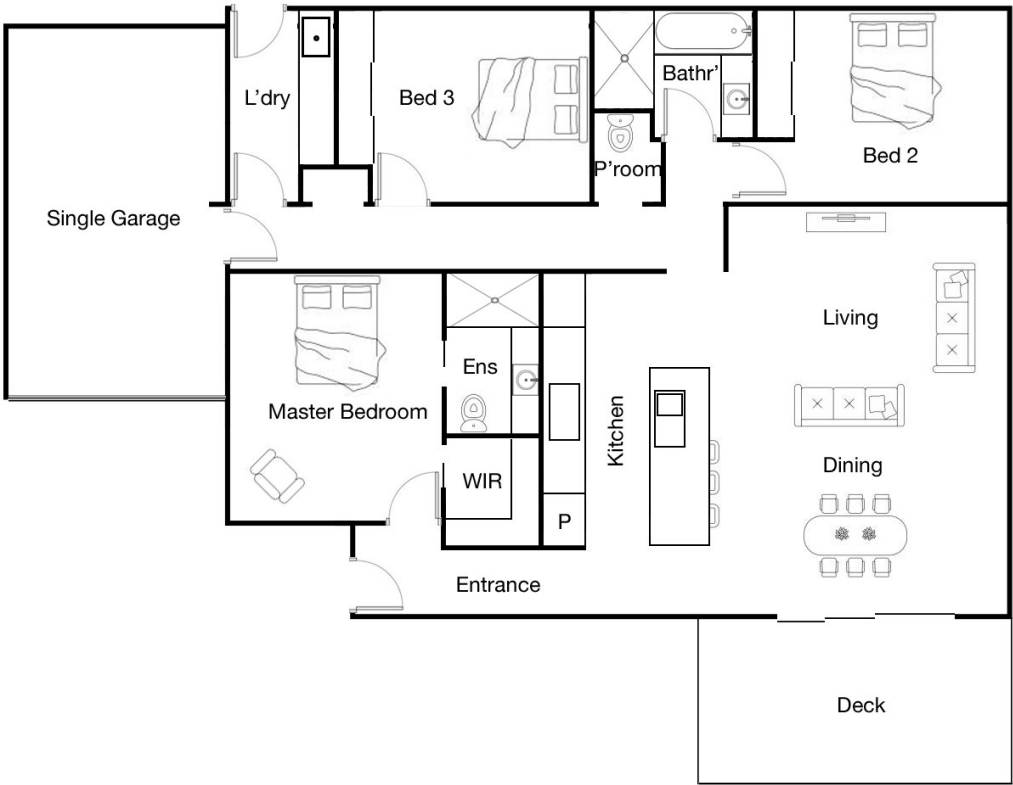 L'dry
Bed 3
Bathr'
Bed 2
P'room
Single Garage
Living
Ens
Master Bedroom
Kitchen
Dining
WIR
P
Entrance
Deck